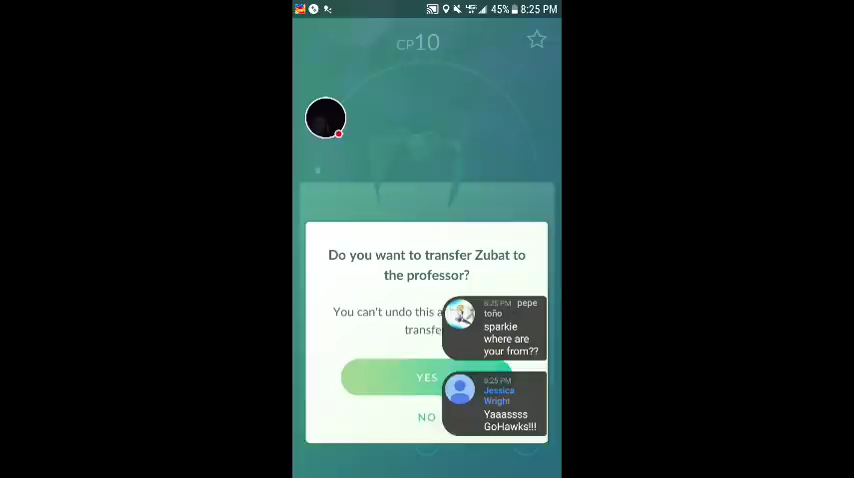 45% 8:25 PM
CP10
Do you want to transfer Zubat to
the professor?
You can't undo this a
transfe
YES
NO
8:25 PM pepe
toño
sparkie
where are
your from??
8:25 PM
Jessica
Wright
Yaaassss
GoHawks!!!